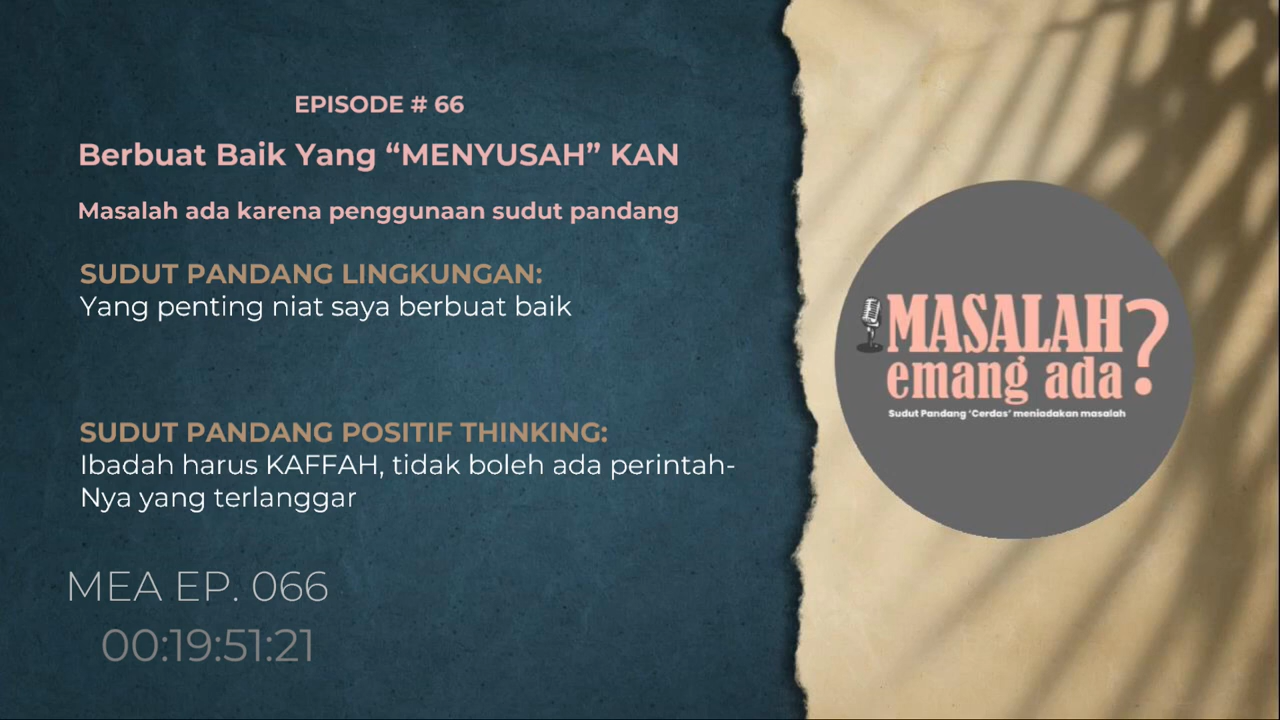 EPISODE # 66
Berbuat Baik Yang “MENYUSAH” KAN
Masalah ada karena penggunaan sudut pandang
SUDUT PANDANG LINGKUNGAN:
Yang penting niat saya berbuat baik
SUDUT PANDANG POSITIF THINKING:
Ibadah harus KAFFAH, tidak boleh ada perintah-
Nya yang terlanggar
MEA EP. 066
00:19:51:21
MASALAH
emang ada?
Sudut Pandang ‘Cerdas’ meniadakan masalah